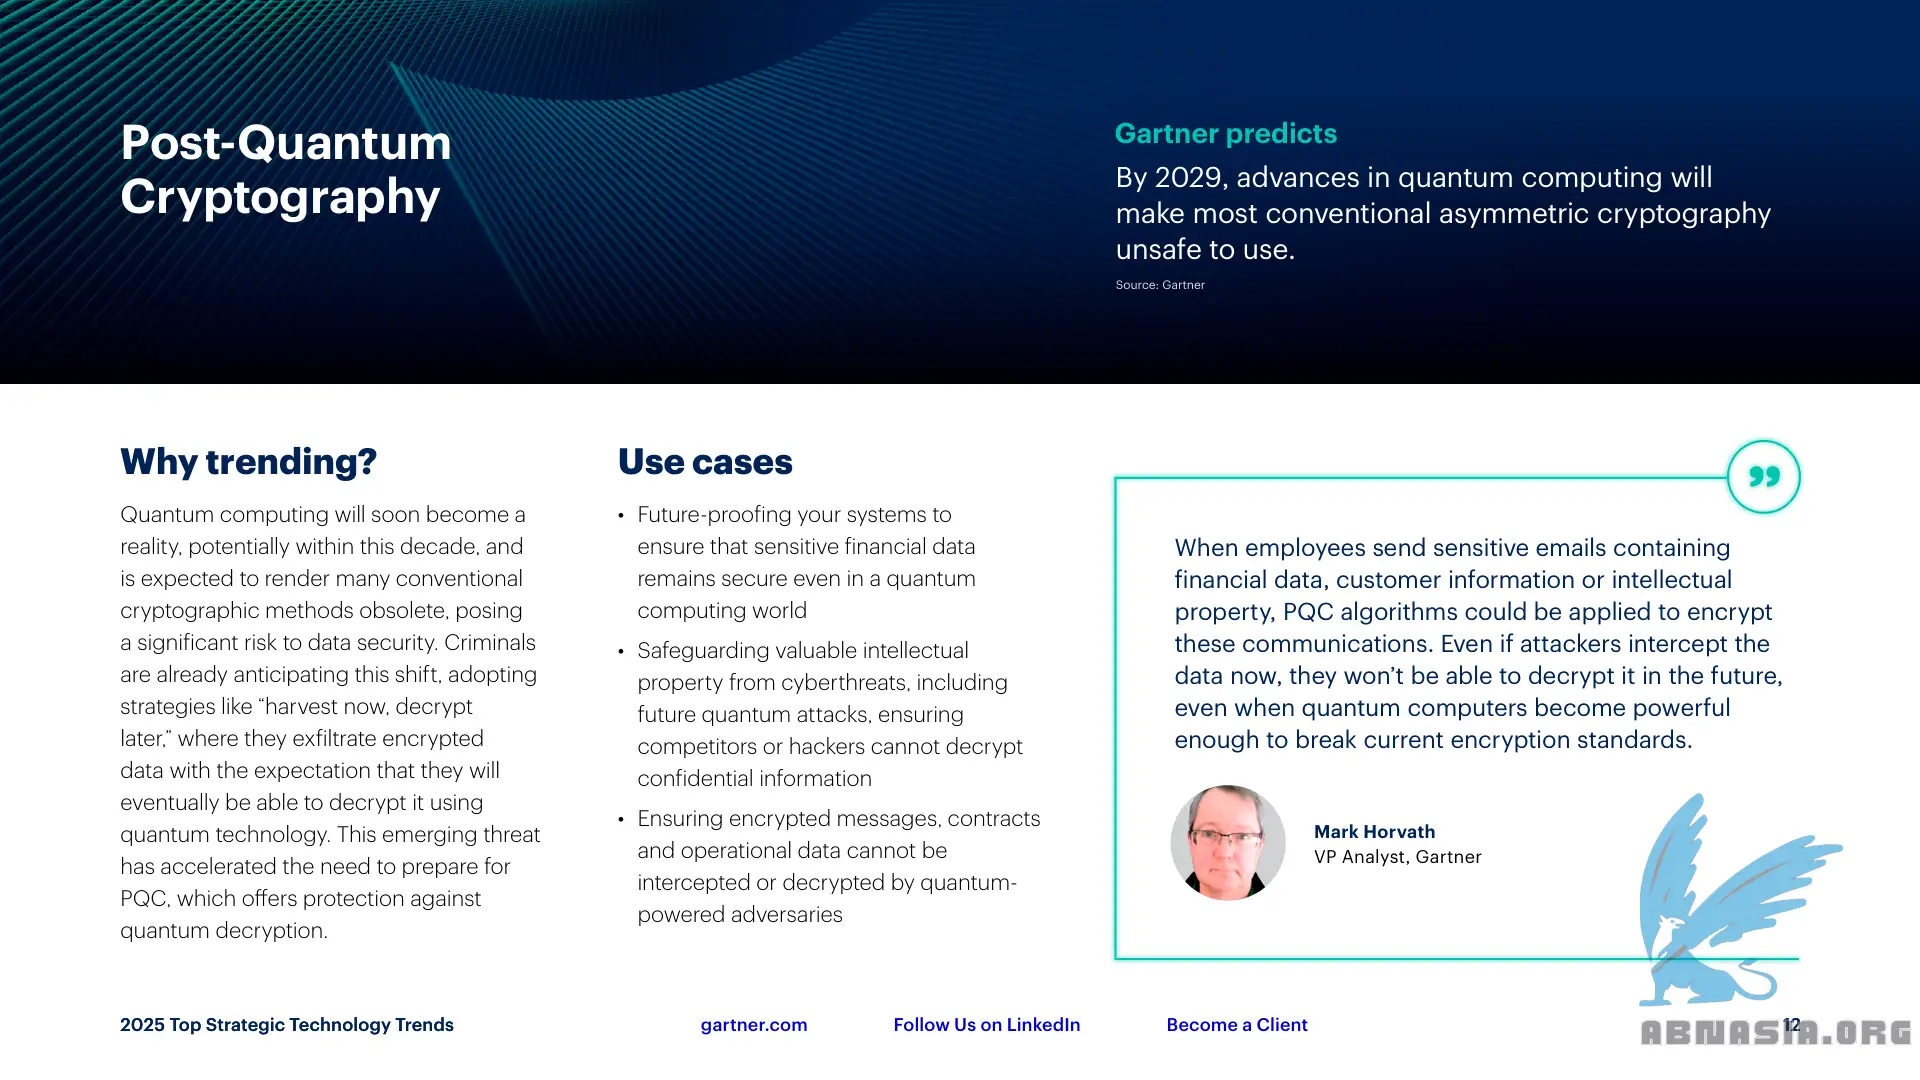 Post-Quantum
Cryptography
Gartner predicts
By 2029, advances in quantum computing will
make most conventional asymmetric cryptography
unsafe to use.
Source: Gartner
Why trending?
Quantum computing will soon become a
reality, potentially within this decade, and
is expected to render many conventional
cryptographic methods obsolete, posing
a significant risk to data security. Criminals
are already anticipating this shift, adopting
strategies like “harvest now, decrypt
later,” where they exfiltrate encrypted
data with the expectation that they will
eventually be able to decrypt it using
quantum technology. This emerging threat
has accelerated the need to prepare for
PQC, which offers protection against
quantum decryption.
Use cases
• Future-proofing your systems to
ensure that sensitive financial data
remains secure even in a quantum
computing world
• Safeguarding valuable intellectual
property from cyberthreats, including
future quantum attacks, ensuring
competitors or hackers cannot decrypt
confidential information
• Ensuring encrypted messages, contracts
and operational data cannot be
intercepted or decrypted by quantum-
powered adversaries
”
When employees send sensitive emails containing
financial data, customer information or intellectual
property, PQC algorithms could be applied to encrypt
these communications. Even if attackers intercept the
data now, they won’t be able to decrypt it in the future,
even when quantum computers become powerful
enough to break current encryption standards.
Mark Horvath
VP Analyst, Gartner
2025 Top Strategic Technology Trends
gartner.com
Follow Us on LinkedIn
Become a Client
12
ABNASIA.ORG